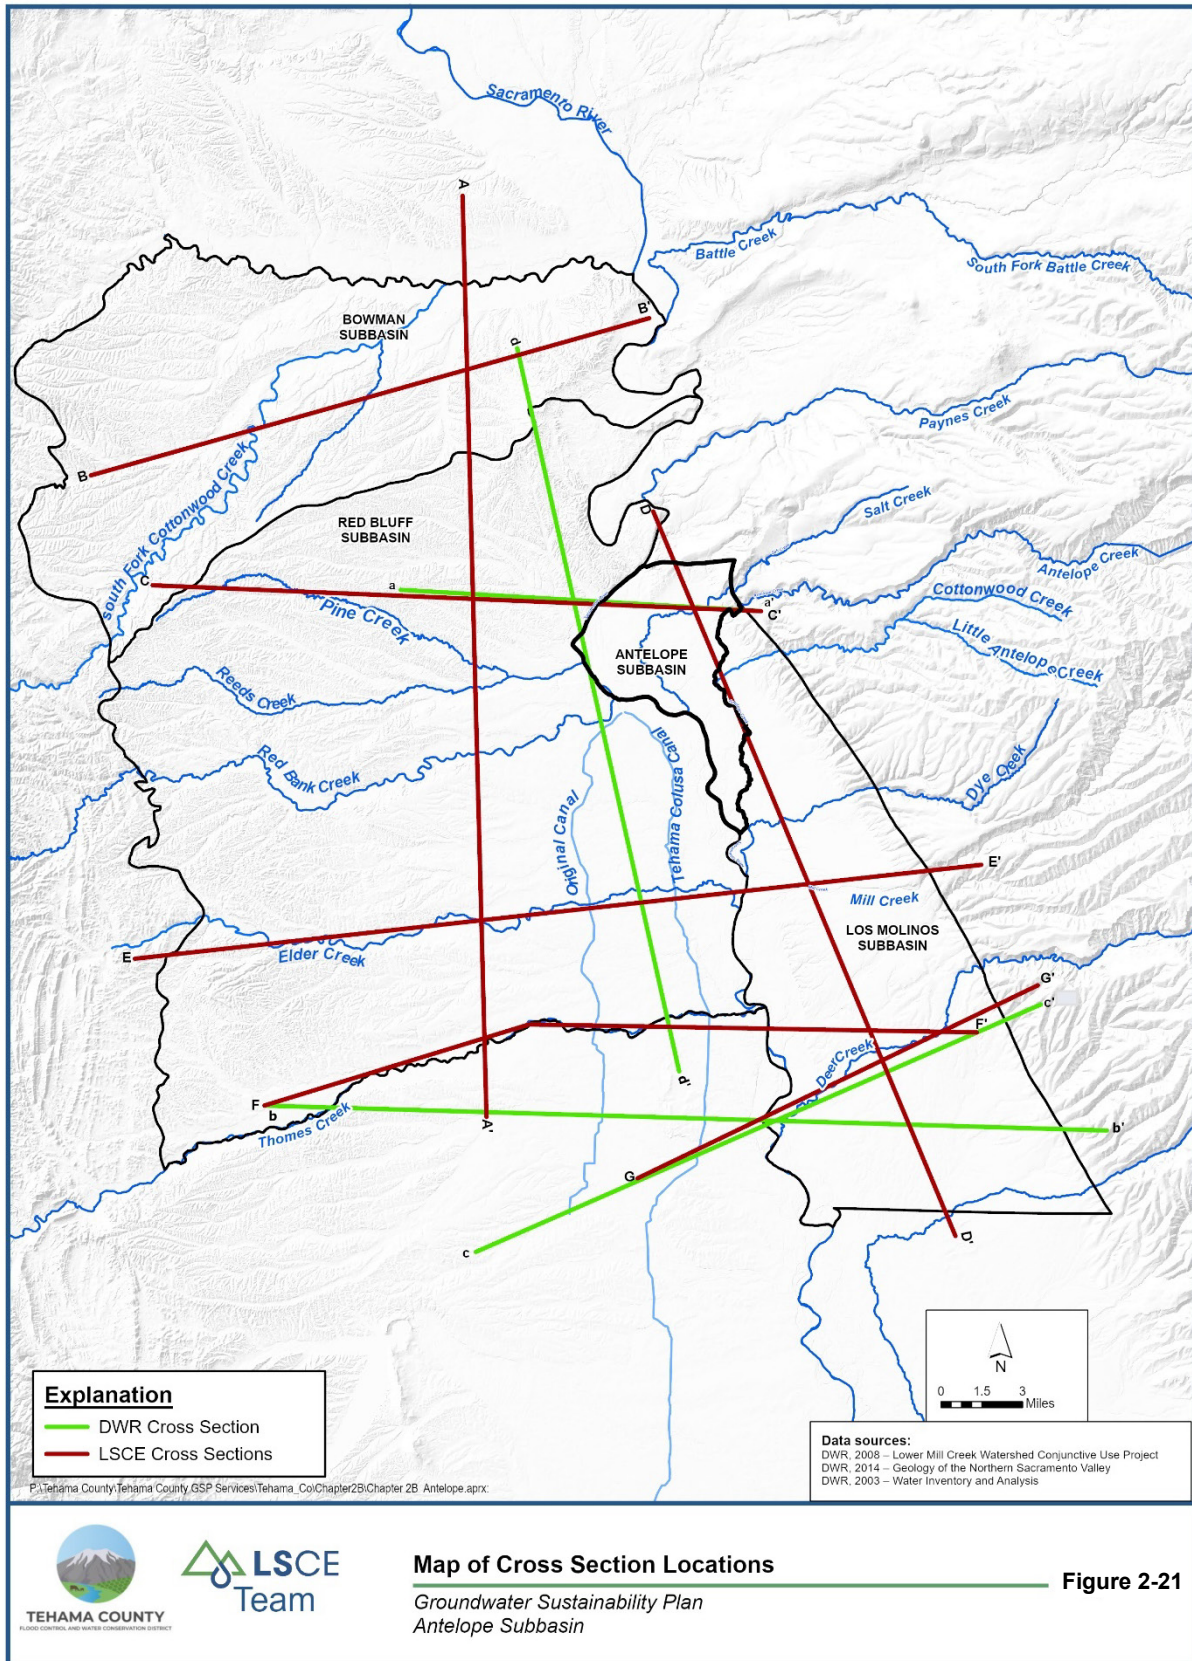 Sacramento River
A
Battle Creek
South Fork Battle Creek
B'
BOWMAN
SUBBASIN
d
Paynes Creek
B
South Fork Cottonwood Creek
Salt Creek
D
RED BLUFF
SUBBASIN
Antelope Creek
C
a
Pine Creek
a'
C'
Cottonwood Creek
Little Antelope Creek
ANTELOPE
SUBBASIN
Reeds Creek
Red Bank Creek
Original Canal
Tehama Colusa Canal
Dye Creek
E'
Mill Creek
LOS MOLINOS
SUBBASIN
E
Elder Creek
G'
c'
F'
Deer Creek
d'
F
b
Thomes Creek
A'
b'
G
D'
c
N
0 1.5 3
Miles
Explanation
DWR Cross Section
LSCE Cross Sections
Data sources:
DWR, 2008 – Lower Mill Creek Watershed Conjunctive Use Project
DWR, 2014 – Geology of the Northern Sacramento Valley
DWR, 2003 – Water Inventory and Analysis
P:\Tehama County\Tehama County GSP Services\Tehama_Co\Chapter2B\Chapter 2B_Antelope.aprx:
TEHAMA COUNTY
FLOOD CONTROL AND WATER CONSERVATION DISTRICT
LSCE
Team
Map of Cross Section Locations
Groundwater Sustainability Plan
Antelope Subbasin
Figure 2-21